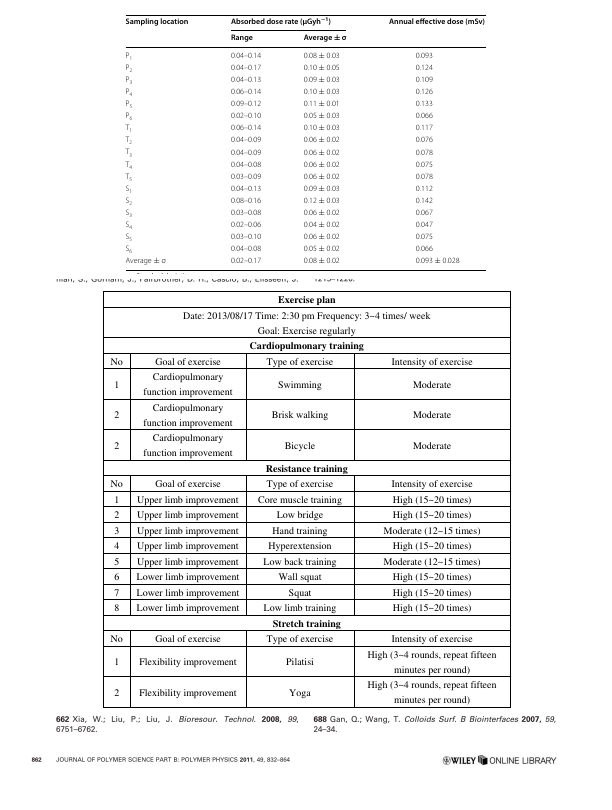 Sampling location Absorbed dose rate (μGyh⁻¹) Annual effective dose (mSv)
Range Average ± σ
P₁ 0.04–0.14 0.08 ± 0.03 0.093
P₂ 0.04–0.17 0.10 ± 0.05 0.124
P₃ 0.04–0.13 0.09 ± 0.03 0.109
P₄ 0.06–0.14 0.10 ± 0.03 0.126
P₅ 0.09–0.12 0.11 ± 0.01 0.133
P₆ 0.02–0.10 0.05 ± 0.03 0.066
T₁ 0.06–0.14 0.10 ± 0.03 0.117
T₂ 0.04–0.09 0.06 ± 0.02 0.076
T₃ 0.04–0.09 0.06 ± 0.02 0.078
T₄ 0.04–0.08 0.06 ± 0.02 0.075
T₅ 0.03–0.09 0.06 ± 0.02 0.078
S₁ 0.04–0.13 0.09 ± 0.03 0.112
S₂ 0.08–0.16 0.12 ± 0.03 0.142
S₃ 0.03–0.08 0.06 ± 0.02 0.067
S₄ 0.02–0.06 0.04 ± 0.02 0.047
S₅ 0.03–0.10 0.06 ± 0.02 0.075
S₆ 0.04–0.08 0.05 ± 0.02 0.066
Average ± σ 0.02–0.17 0.08 ± 0.02 0.093 ± 0.028
Exercise plan
Date: 2013/08/17 Time: 2:30 pm Frequency: 3~4 times/ week
Goal: Exercise regularly
Cardiopulmonary training
No Goal of exercise Type of exercise Intensity of exercise
1 Cardiopulmonary function improvement Swimming Moderate
2 Cardiopulmonary function improvement Brisk walking Moderate
2 Cardiopulmonary function improvement Bicycle Moderate
Resistance training
No Goal of exercise Type of exercise Intensity of exercise
1 Upper limb improvement Core muscle training High (15~20 times)
2 Upper limb improvement Low bridge High (15~20 times)
3 Upper limb improvement Hand training Moderate (12~15 times)
4 Upper limb improvement Hyperextension High (15~20 times)
5 Upper limb improvement Low back training Moderate (12~15 times)
6 Lower limb improvement Wall squat High (15~20 times)
7 Lower limb improvement Squat High (15~20 times)
8 Lower limb improvement Low limb training High (15~20 times)
Stretch training
No Goal of exercise Type of exercise Intensity of exercise
1 Flexibility improvement Pilatisi High (3~4 rounds, repeat fifteen minutes per round)
2 Flexibility improvement Yoga High (3~4 rounds, repeat fifteen minutes per round)
662 Xia, W.; Liu, P.; Liu, J. Bioresour. Technol. 2008, 99,
6751–6762.
688 Gan, Q.; Wang, T. Colloids Surf. B Biointerfaces 2007, 59,
24–34.
862 JOURNAL OF POLYMER SCIENCE PART B: POLYMER PHYSICS 2011, 49, 832–864
WILEY ONLINE LIBRARY